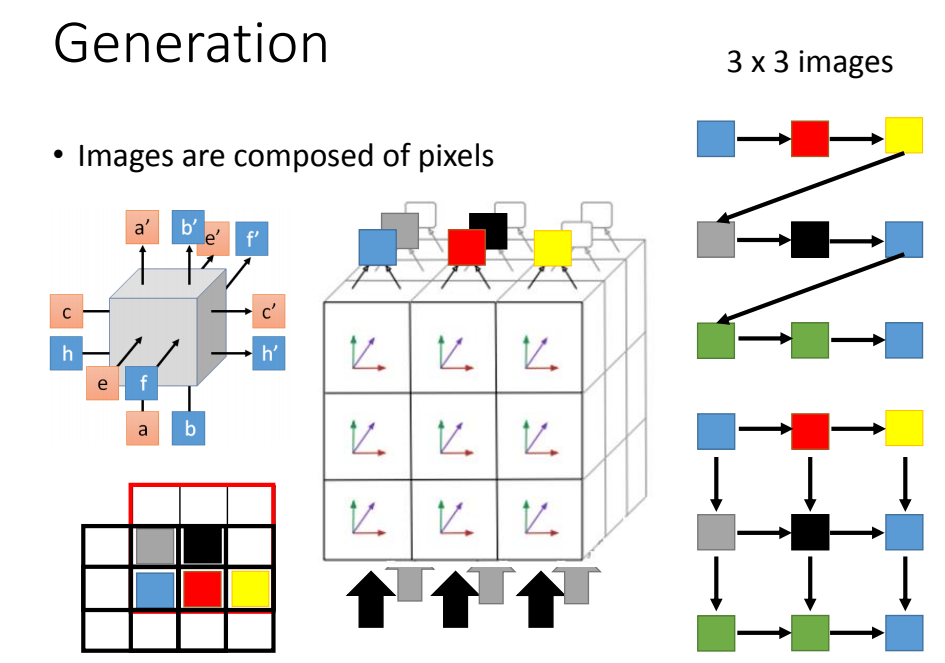 Generation
3 x 3 images
• Images are composed of pixels
a’ b’ e’ f’
c c’
h h’
e f
a b